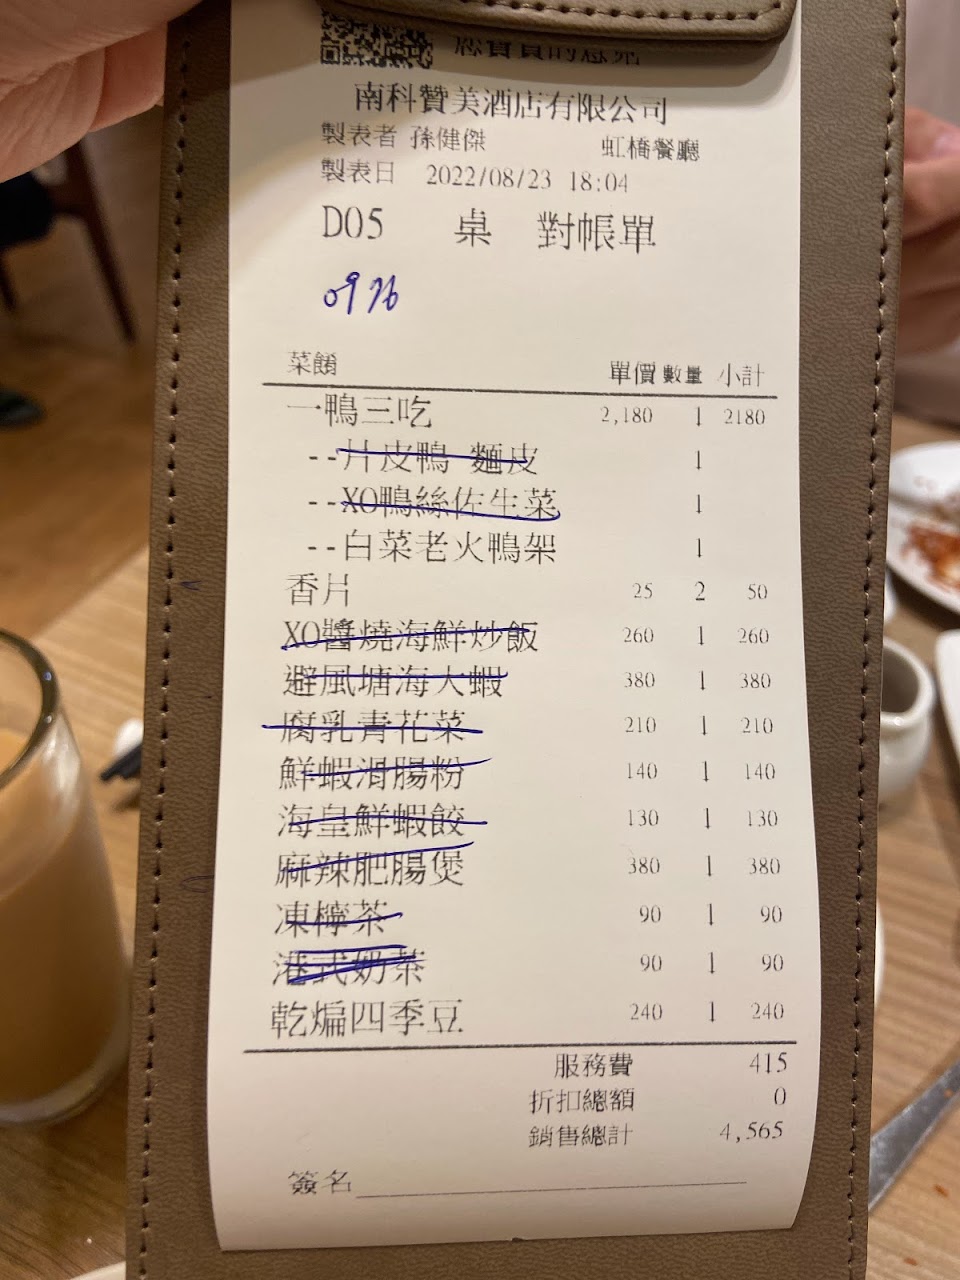 南科贊美酒店有限公司
製表者 孫健傑 虹橋餐廳
製表日 2022/08/23 18:04
D05 桌 對帳單
0976
菜餚 單價 數量 小計
一鴨三吃 2,180 1 2180
--片皮鴨 麵皮 1
--XO鴨絲佐生菜 1
--白菜老火鴨架 1
香片 25 2 50
XO醬燒海鮮炒飯 260 1 260
避風塘海大蝦 380 1 380
腐乳青花菜 210 1 210
鮮蝦滑腸粉 140 1 140
海皇鮮蝦餃 130 1 130
麻辣肥腸煲 380 1 380
凍檸茶 90 1 90
港式奶茶 90 1 90
乾煸四季豆 240 1 240
服務費 415
折扣總額 0
銷售總計 4,565
簽名